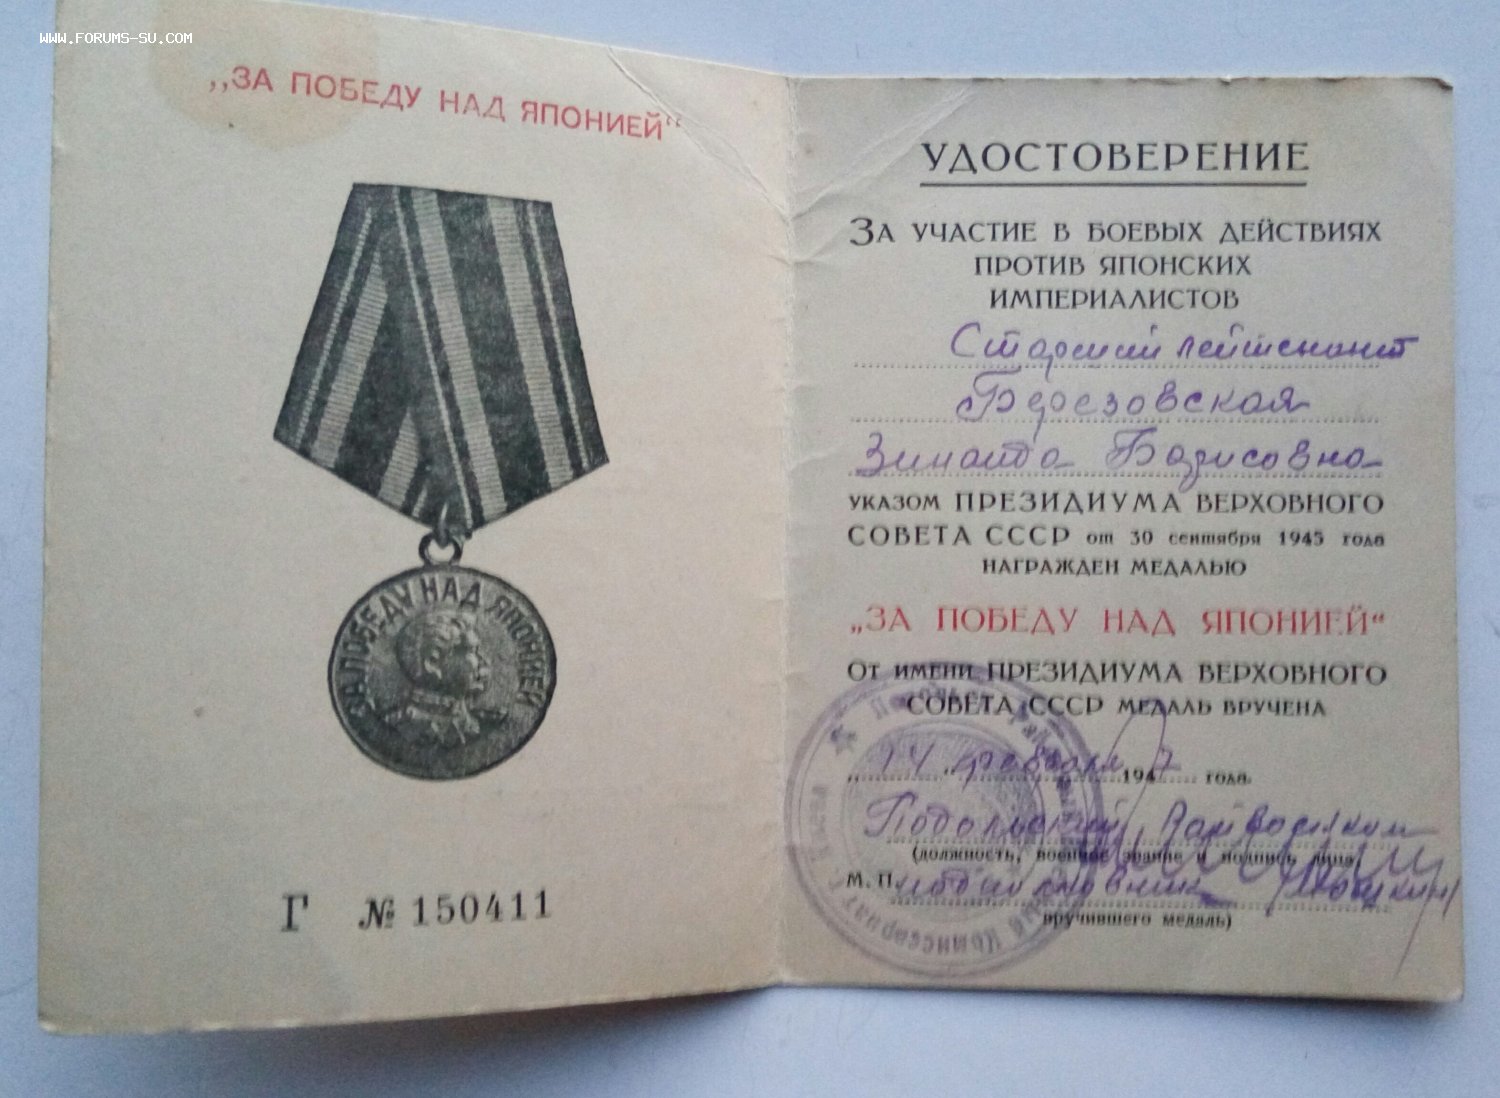 WWW.FORUMS-SU.COM
„ЗА ПОБЕДУ НАД ЯПОНИЕЙ“
ЗА ПОБЕДУ НАД ЯПОНИЕЙ
Г № 150411
УДОСТОВЕРЕНИЕ
ЗА УЧАСТИЕ В БОЕВЫХ ДЕЙСТВИЯХ
ПРОТИВ ЯПОНСКИХ
ИМПЕРИАЛИСТОВ
Старший лейтенант
Березовская
Зинаида Борисовна
УКАЗОМ ПРЕЗИДИУМА ВЕРХОВНОГО
СОВЕТА СССР от 30 сентября 1945 года
НАГРАЖДЕН МЕДАЛЬЮ
„ЗА ПОБЕДУ НАД ЯПОНИЕЙ“
ОТ ИМЕНИ ПРЕЗИДИУМА ВЕРХОВНОГО
СОВЕТА СССР МЕДАЛЬ ВРУЧЕНА
„14“ февраля 1947 года
Подольский Райвоенком
(должность, военное звание и подпись лица,
М. П. подполковник
вручившего медаль)